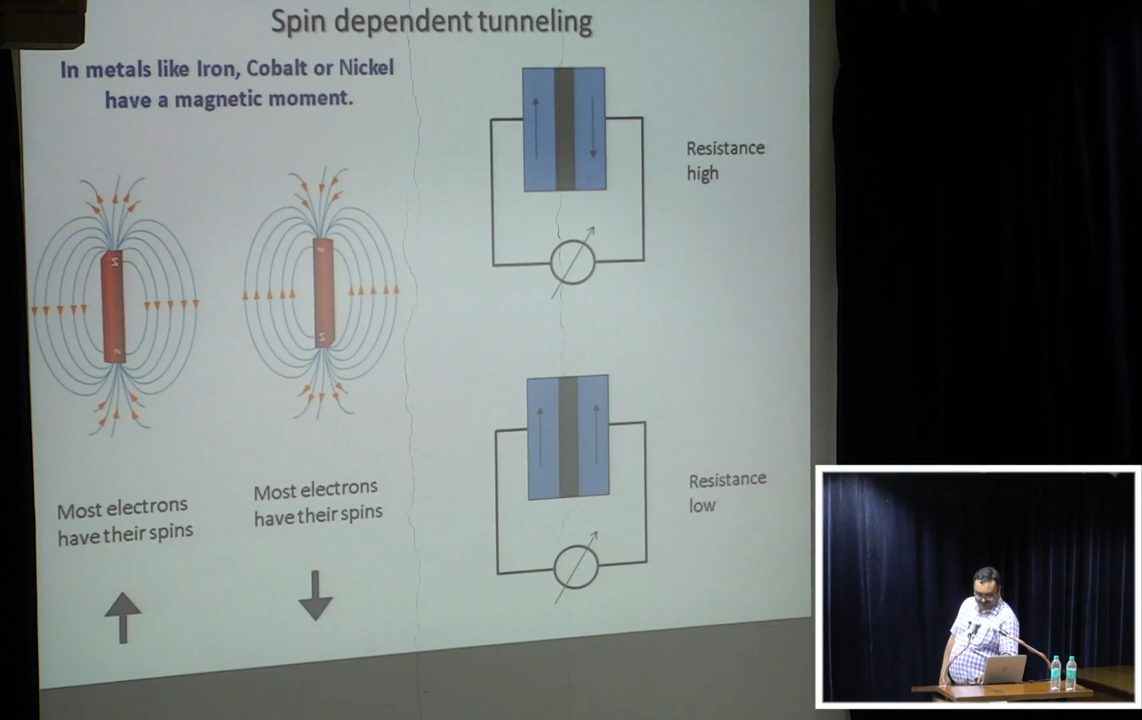 Spin dependent tunneling
In metals like Iron, Cobalt or Nickel
have a magnetic moment.
Resistance
high
Most electrons
have their spins
Most electrons
have their spins
Resistance
low